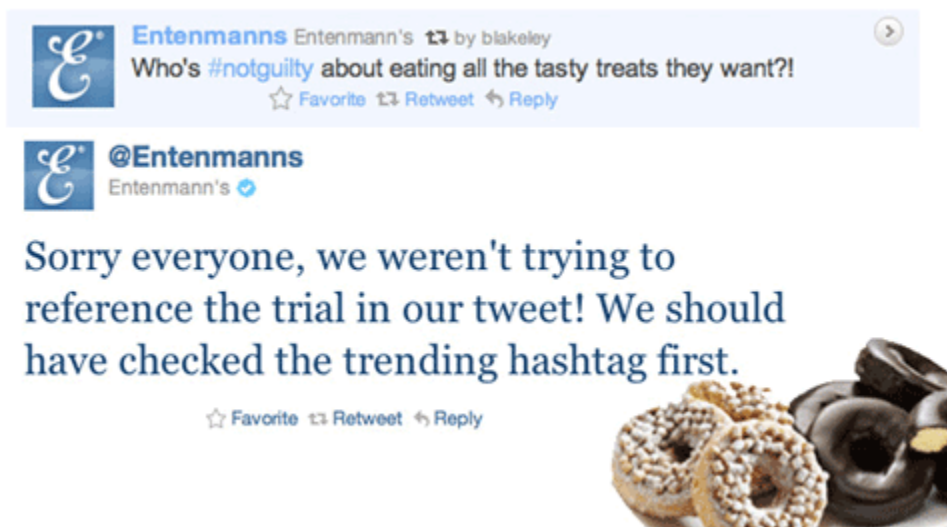 Entenmanns Entenmann's by blakeley
Who's #notguilty about eating all the tasty treats they want?!
Favorite Retweet Reply
@Entenmanns
Entenmann's
Sorry everyone, we weren't trying to
reference the trial in our tweet! We should
have checked the trending hashtag first.
Favorite Retweet Reply